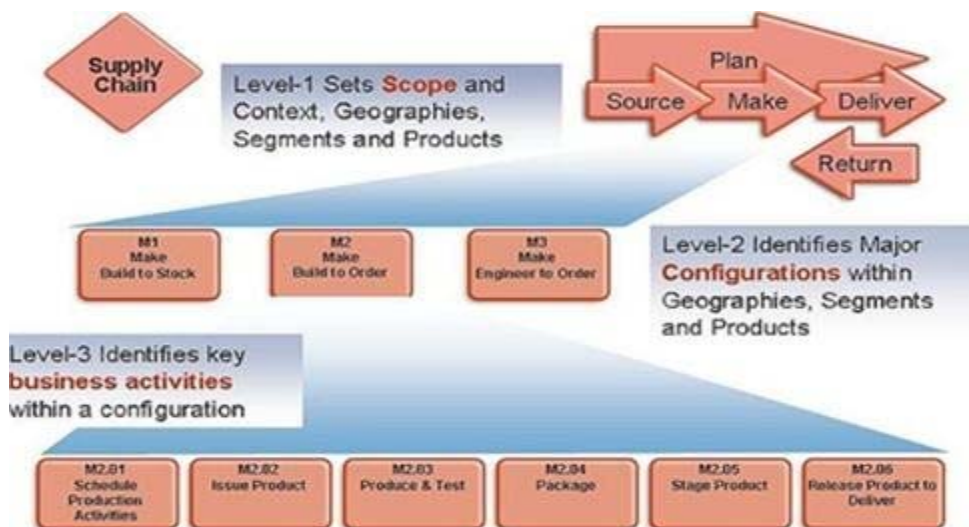 Supply
Chain
Level-1 Sets Scope and
Context, Geographies,
Segments and Products
Plan
Source
Make
Deliver
Return
M1
Make
Build to Stock
M2
Make
Build to Order
M3
Make
Engineer to Order
Level-2 Identifies Major
Configurations within
Geographies, Segments
and Products
Level-3 Identifies key
business activities
within a configuration
M2.01
Schedule
Production
Activities
M2.02
Issue Product
M2.03
Produce & Test
M2.04
Package
M2.05
Stage Product
M2.06
Release Product to
Deliver